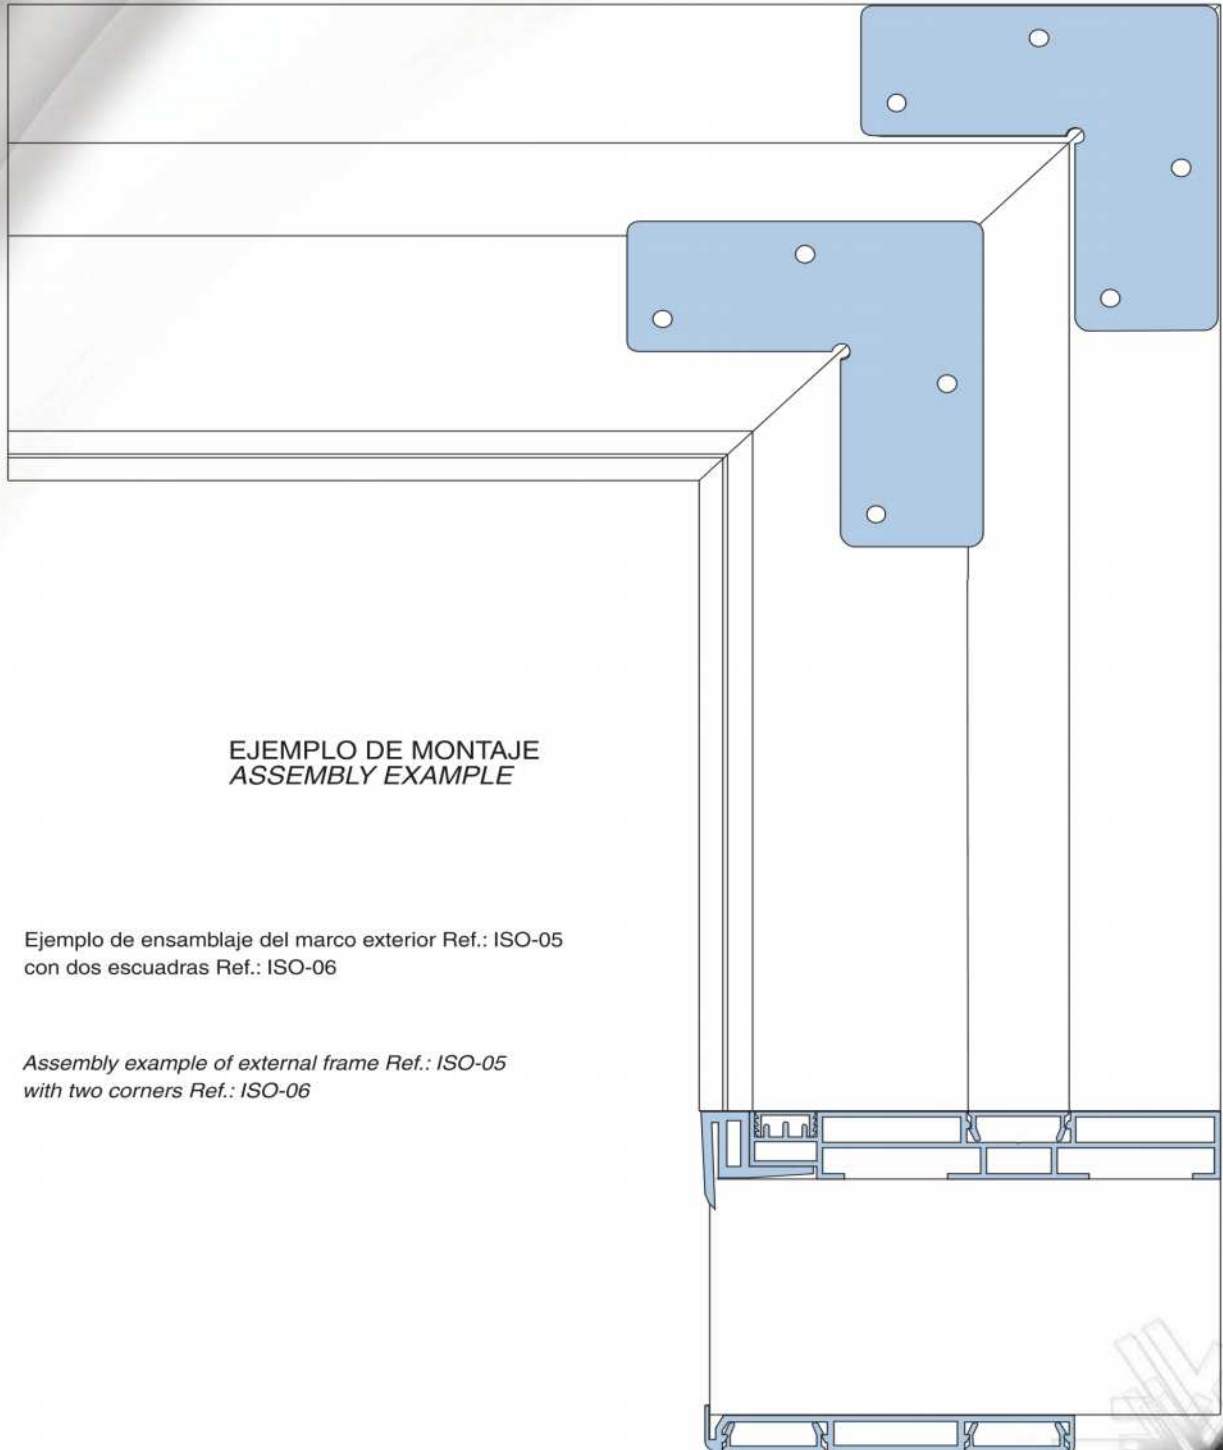 EJEMPLO DE MONTAJE
ASSEMBLY EXAMPLE
Ejemplo de ensamblaje del marco exterior Ref.: ISO-05
con dos escuadras Ref.: ISO-06
Assembly example of external frame Ref.: ISO-05
with two corners Ref.: ISO-06